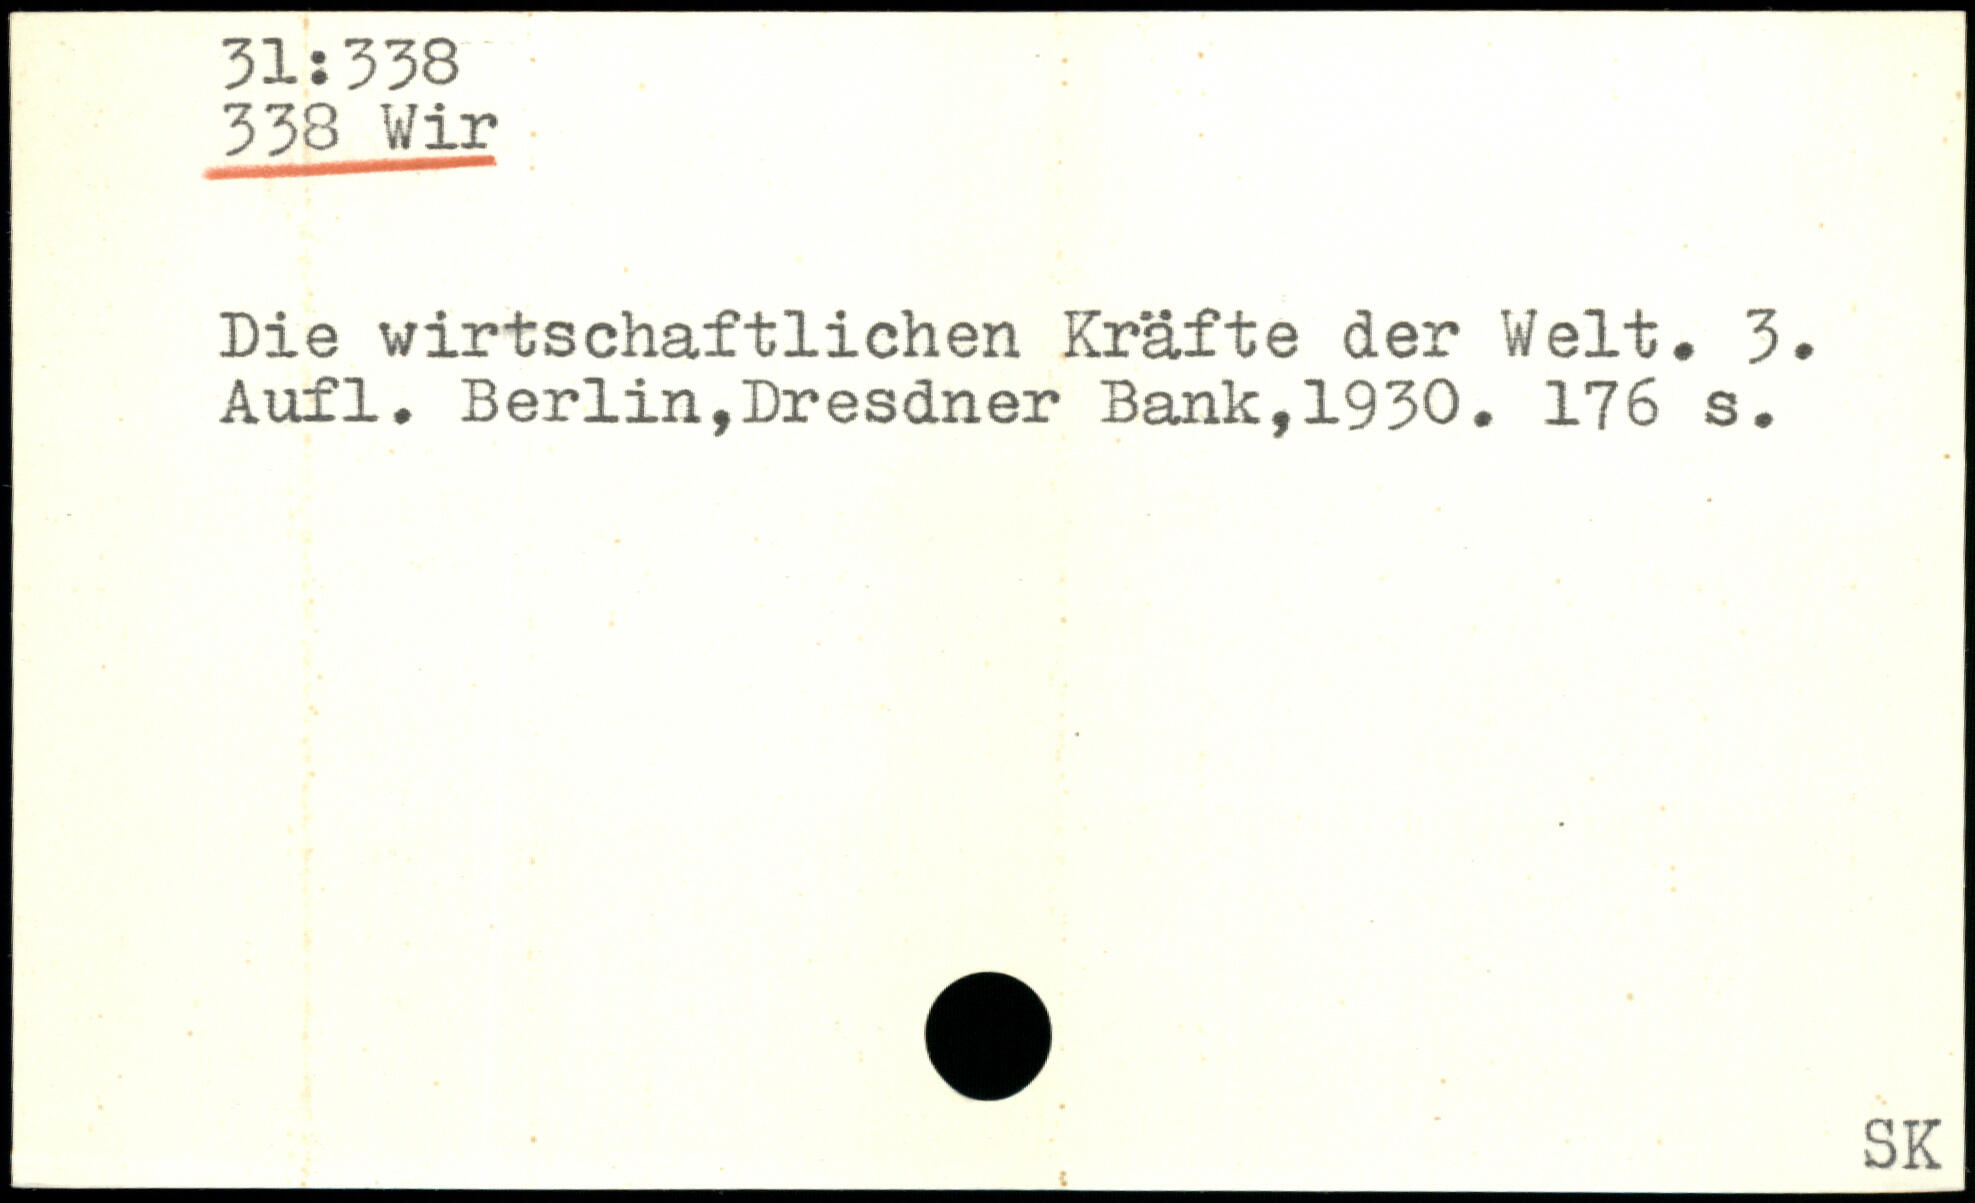 31:338
338 Wir
Die wirtschaftlichen Kräfte der Welt. 3.
Aufl. Berlin,Dresdner Bank,1930. 176 s.
SK